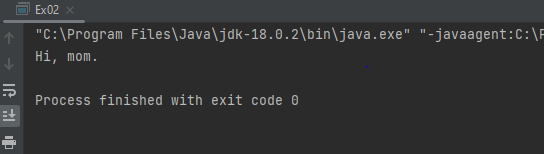 Ex02
"C:\Program Files\Java\jdk-18.0.2\bin\java.exe" "-javaagent:C:\
Hi, mom.
Process finished with exit code 0